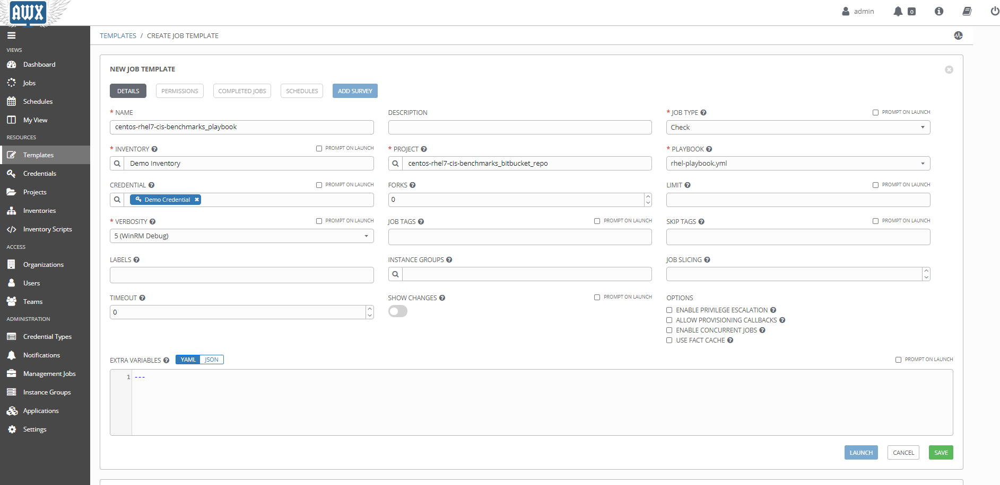 AWX
admin
0
VIEWS
Dashboard
Jobs
Schedules
My View
RESOURCES
Templates
Credentials
Projects
Inventories
Inventory Scripts
ACCESS
Organizations
Users
Teams
ADMINISTRATION
Credential Types
Notifications
Management Jobs
Instance Groups
Applications
Settings
TEMPLATES / CREATE JOB TEMPLATE
NEW JOB TEMPLATE
DETAILS PERMISSIONS COMPLETED JOBS SCHEDULES ADD SURVEY
* NAME DESCRIPTION * JOB TYPE ? PROMPT ON LAUNCH
centos-rhel7-cis-benchmarks_playbook Check
* INVENTORY ? PROMPT ON LAUNCH * PROJECT ? * PLAYBOOK ?
Demo Inventory centos-rhel7-cis-benchmarks_bitbucket_repo rhel-playbook.yml
CREDENTIAL ? PROMPT ON LAUNCH FORKS ? LIMIT ? PROMPT ON LAUNCH
Demo Credential 0
* VERBOSITY ? PROMPT ON LAUNCH JOB TAGS ? PROMPT ON LAUNCH SKIP TAGS ? PROMPT ON LAUNCH
5 (WinRM Debug)
LABELS ? INSTANCE GROUPS ? JOB SLICING ?
TIMEOUT ? SHOW CHANGES ? PROMPT ON LAUNCH OPTIONS
0
ENABLE PRIVILEGE ESCALATION ?
ALLOW PROVISIONING CALLBACKS ?
ENABLE CONCURRENT JOBS ?
USE FACT CACHE ?
EXTRA VARIABLES ? YAML JSON PROMPT ON LAUNCH
1 ---
LAUNCH CANCEL SAVE